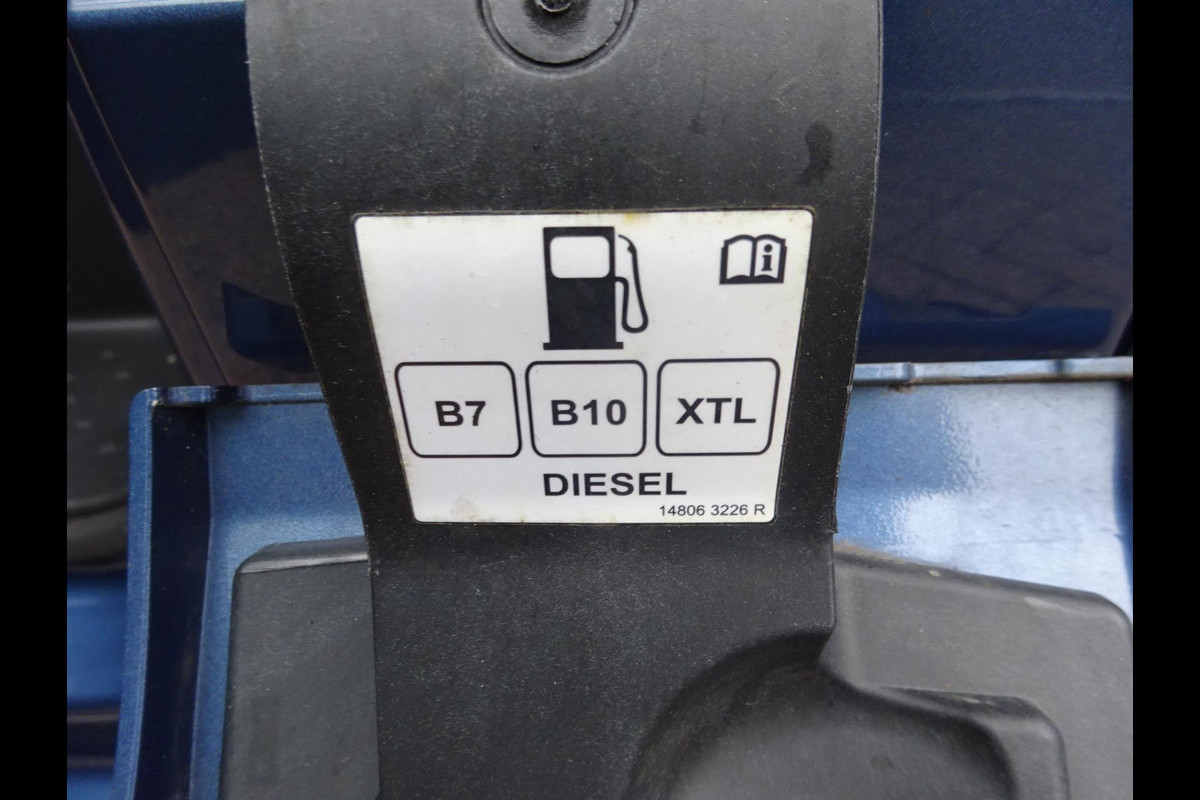 i
B7 B10 XTL
DIESEL
14806 3226 R